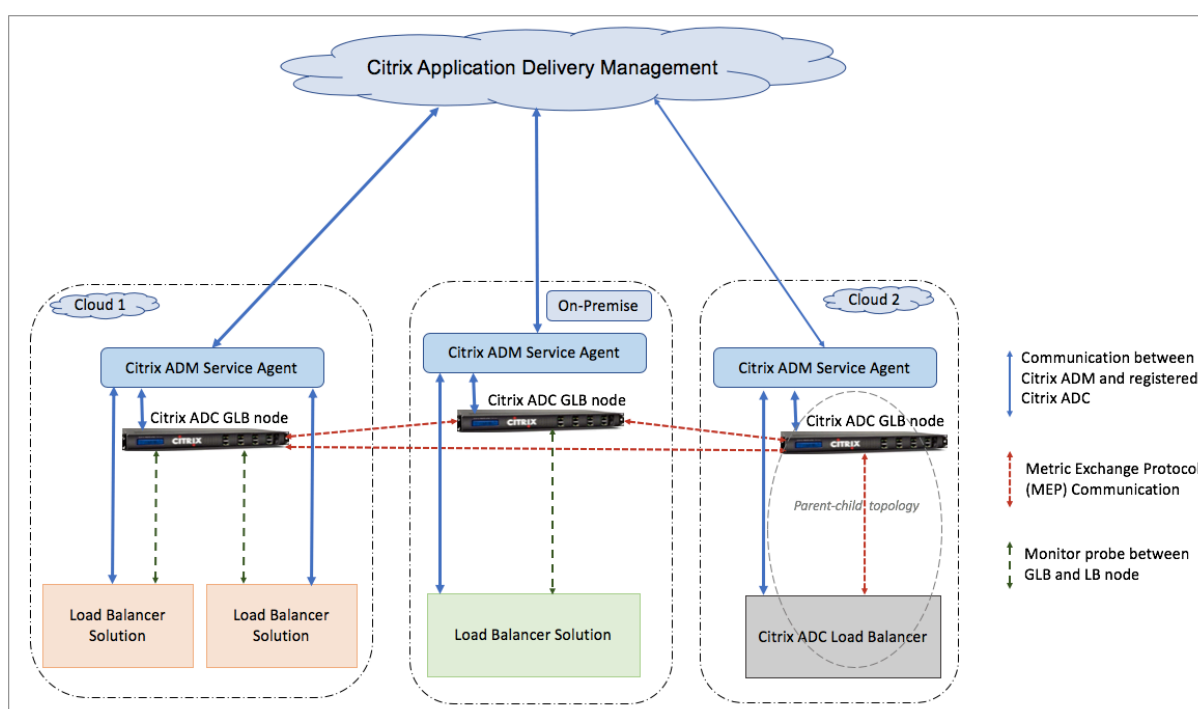 Citrix Application Delivery Management
Cloud 1
On-Premise
Cloud 2
Citrix ADM Service Agent
Citrix ADM Service Agent
Citrix ADM Service Agent
Citrix ADC GLB node
Citrix ADC GLB node
Citrix ADC GLB node
CITRIX
CITRIX
CITRIX
Parent-child topology
Load Balancer
Solution
Load Balancer
Solution
Load Balancer Solution
Citrix ADC Load Balancer
Communication between
Citrix ADM and registered
Citrix ADC
Metric Exchange Protocol
(MEP) Communication
Monitor probe between
GLB and LB node